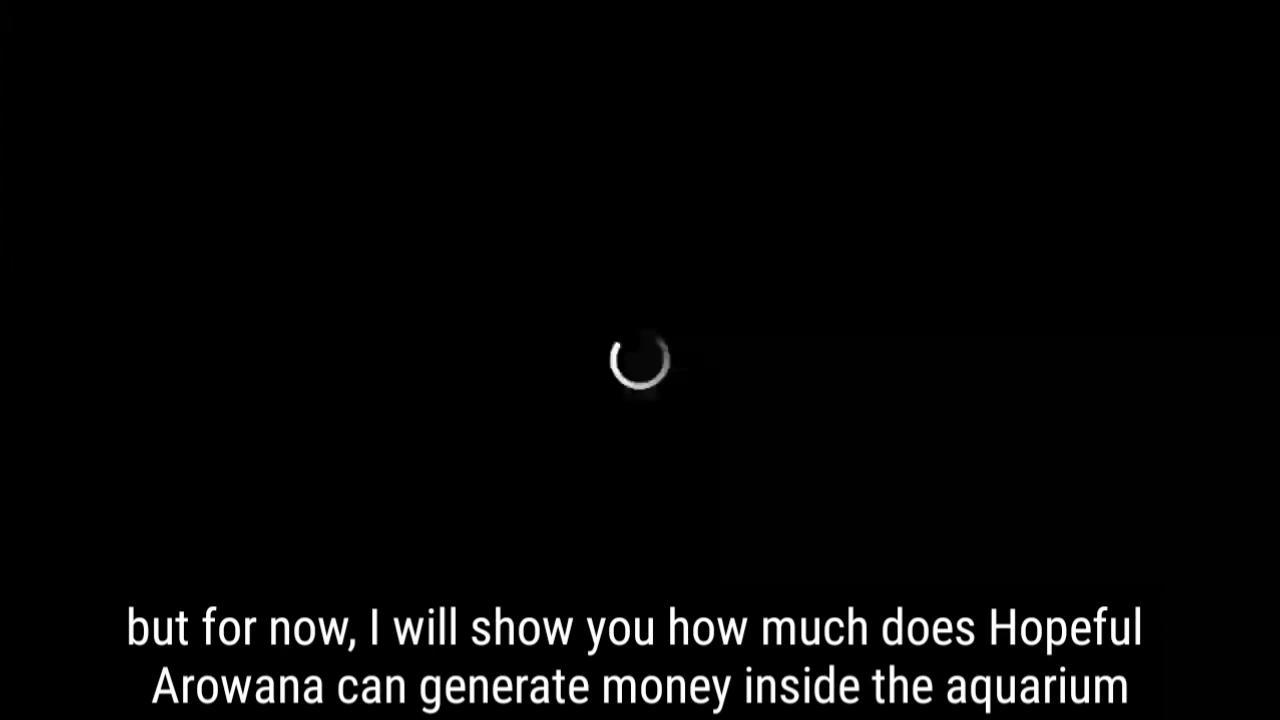 but for now, I will show you how much does Hopeful
Arowana can generate money inside the aquarium